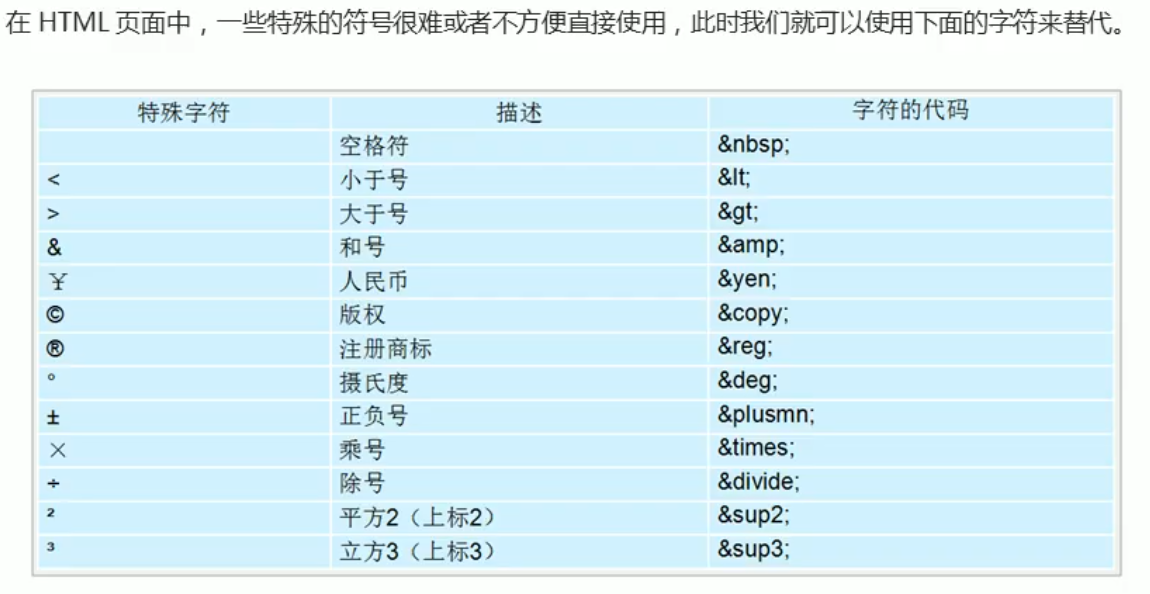 在 HTML 页面中，一些特殊的符号很难或者不方便直接使用，此时我们就可以使用下面的字符来替代。
特殊字符 描述 字符的代码
空格符 &nbsp;
< 小于号 &lt;
> 大于号 &gt;
& 和号 &amp;
¥ 人民币 &yen;
© 版权 &copy;
® 注册商标 &reg;
° 摄氏度 &deg;
± 正负号 &plusmn;
× 乘号 &times;
÷ 除号 &divide;
² 平方2（上标2） &sup2;
³ 立方3（上标3） &sup3;